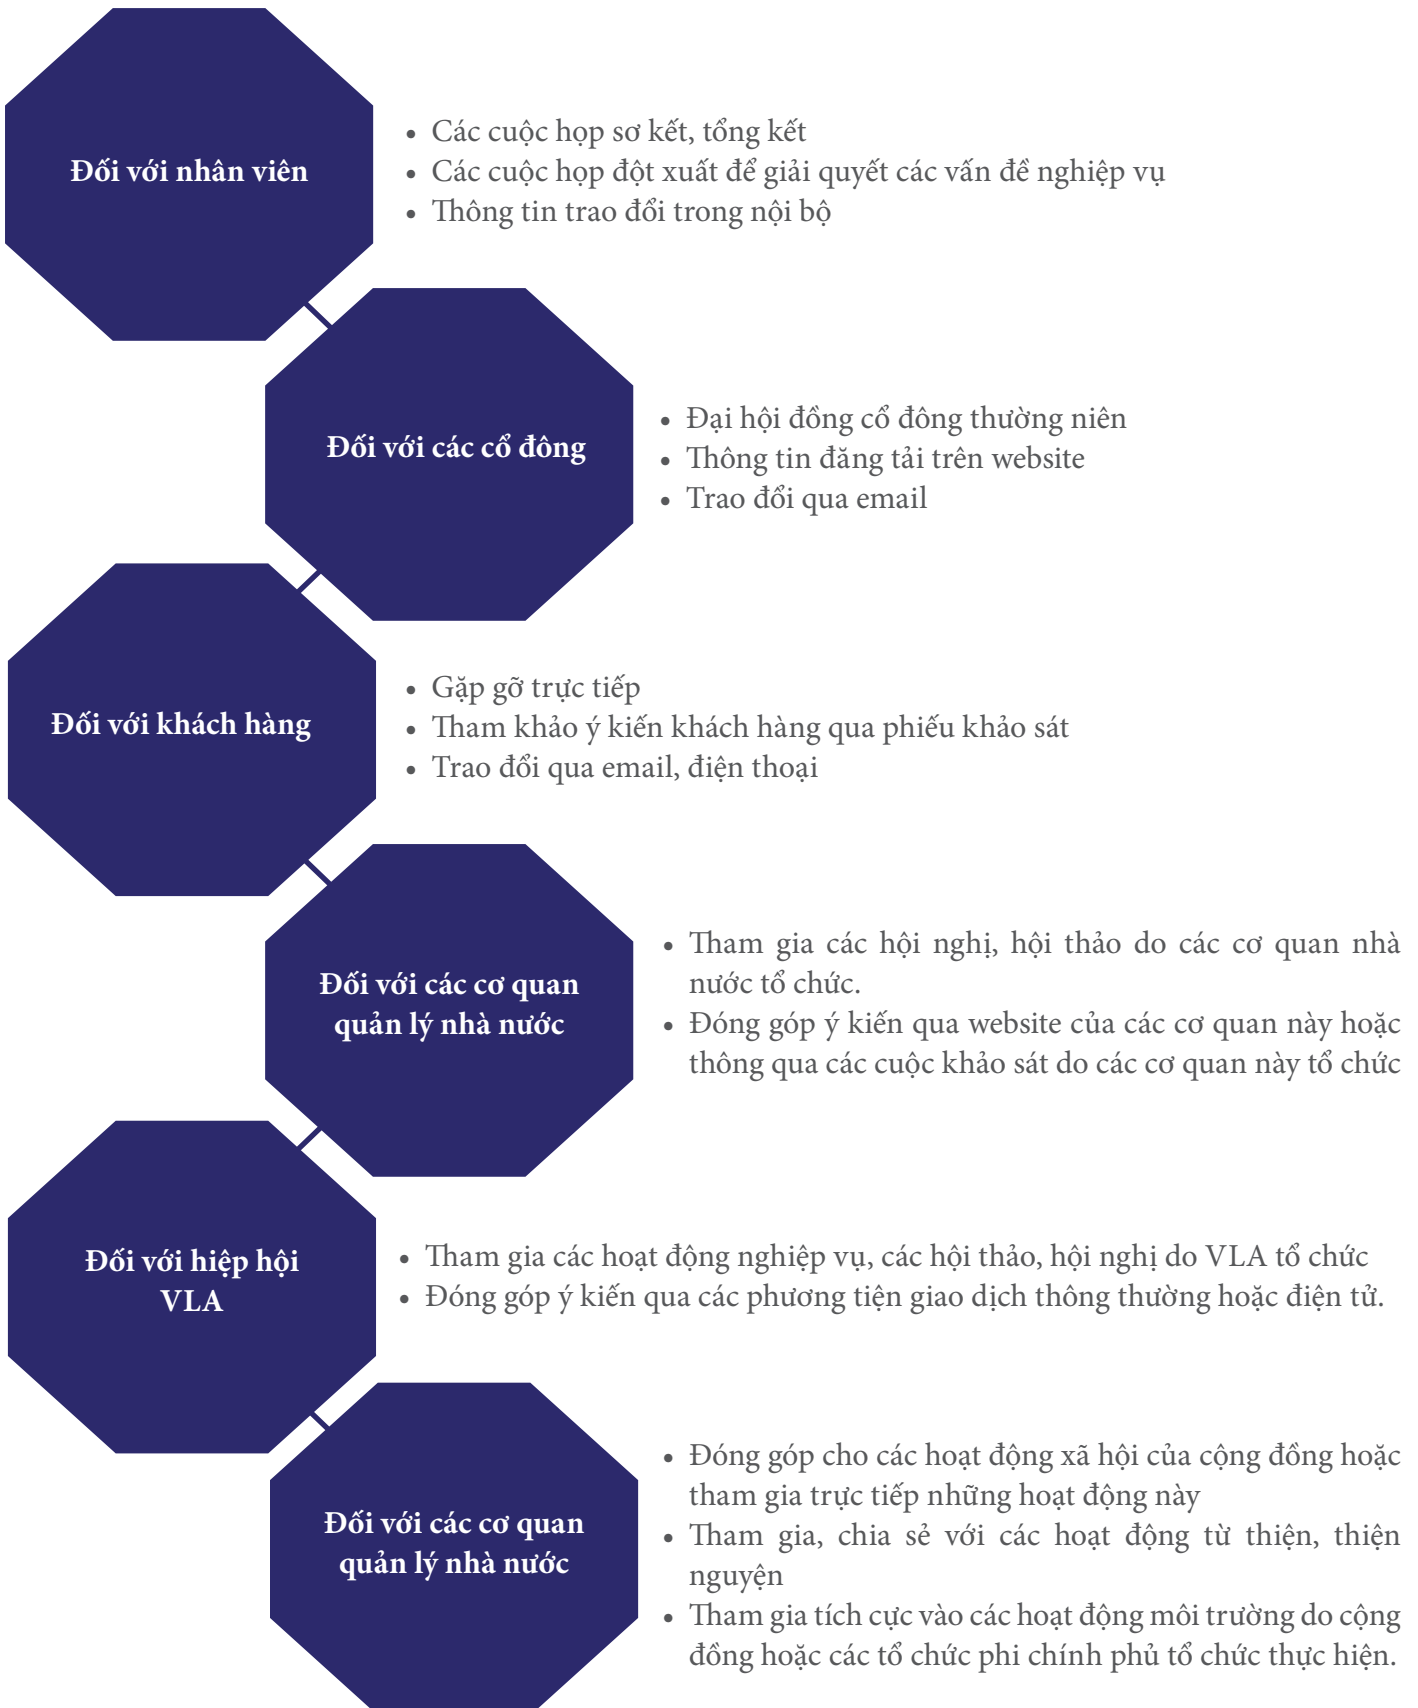 Đối với nhân viên
• Các cuộc họp sơ kết, tổng kết
• Các cuộc họp đột xuất để giải quyết các vấn đề nghiệp vụ
• Thông tin trao đổi trong nội bộ
Đối với các cổ đông
• Đại hội đồng cổ đông thường niên
• Thông tin đăng tải trên website
• Trao đổi qua email
Đối với khách hàng
• Gặp gỡ trực tiếp
• Tham khảo ý kiến khách hàng qua phiếu khảo sát
• Trao đổi qua email, điện thoại
Đối với các cơ quan
quản lý nhà nước
• Tham gia các hội nghị, hội thảo do các cơ quan nhà
nước tổ chức.
• Đóng góp ý kiến qua website của các cơ quan này hoặc
thông qua các cuộc khảo sát do các cơ quan này tổ chức
Đối với hiệp hội
VLA
• Tham gia các hoạt động nghiệp vụ, các hội thảo, hội nghị do VLA tổ chức
• Đóng góp ý kiến qua các phương tiện giao dịch thông thường hoặc điện tử.
Đối với các cơ quan
quản lý nhà nước
• Đóng góp cho các hoạt động xã hội của cộng đồng hoặc
tham gia trực tiếp những hoạt động này
• Tham gia, chia sẻ với các hoạt động từ thiện, thiện
nguyện
• Tham gia tích cực vào các hoạt động môi trường do cộng
đồng hoặc các tổ chức phi chính phủ tổ chức thực hiện.